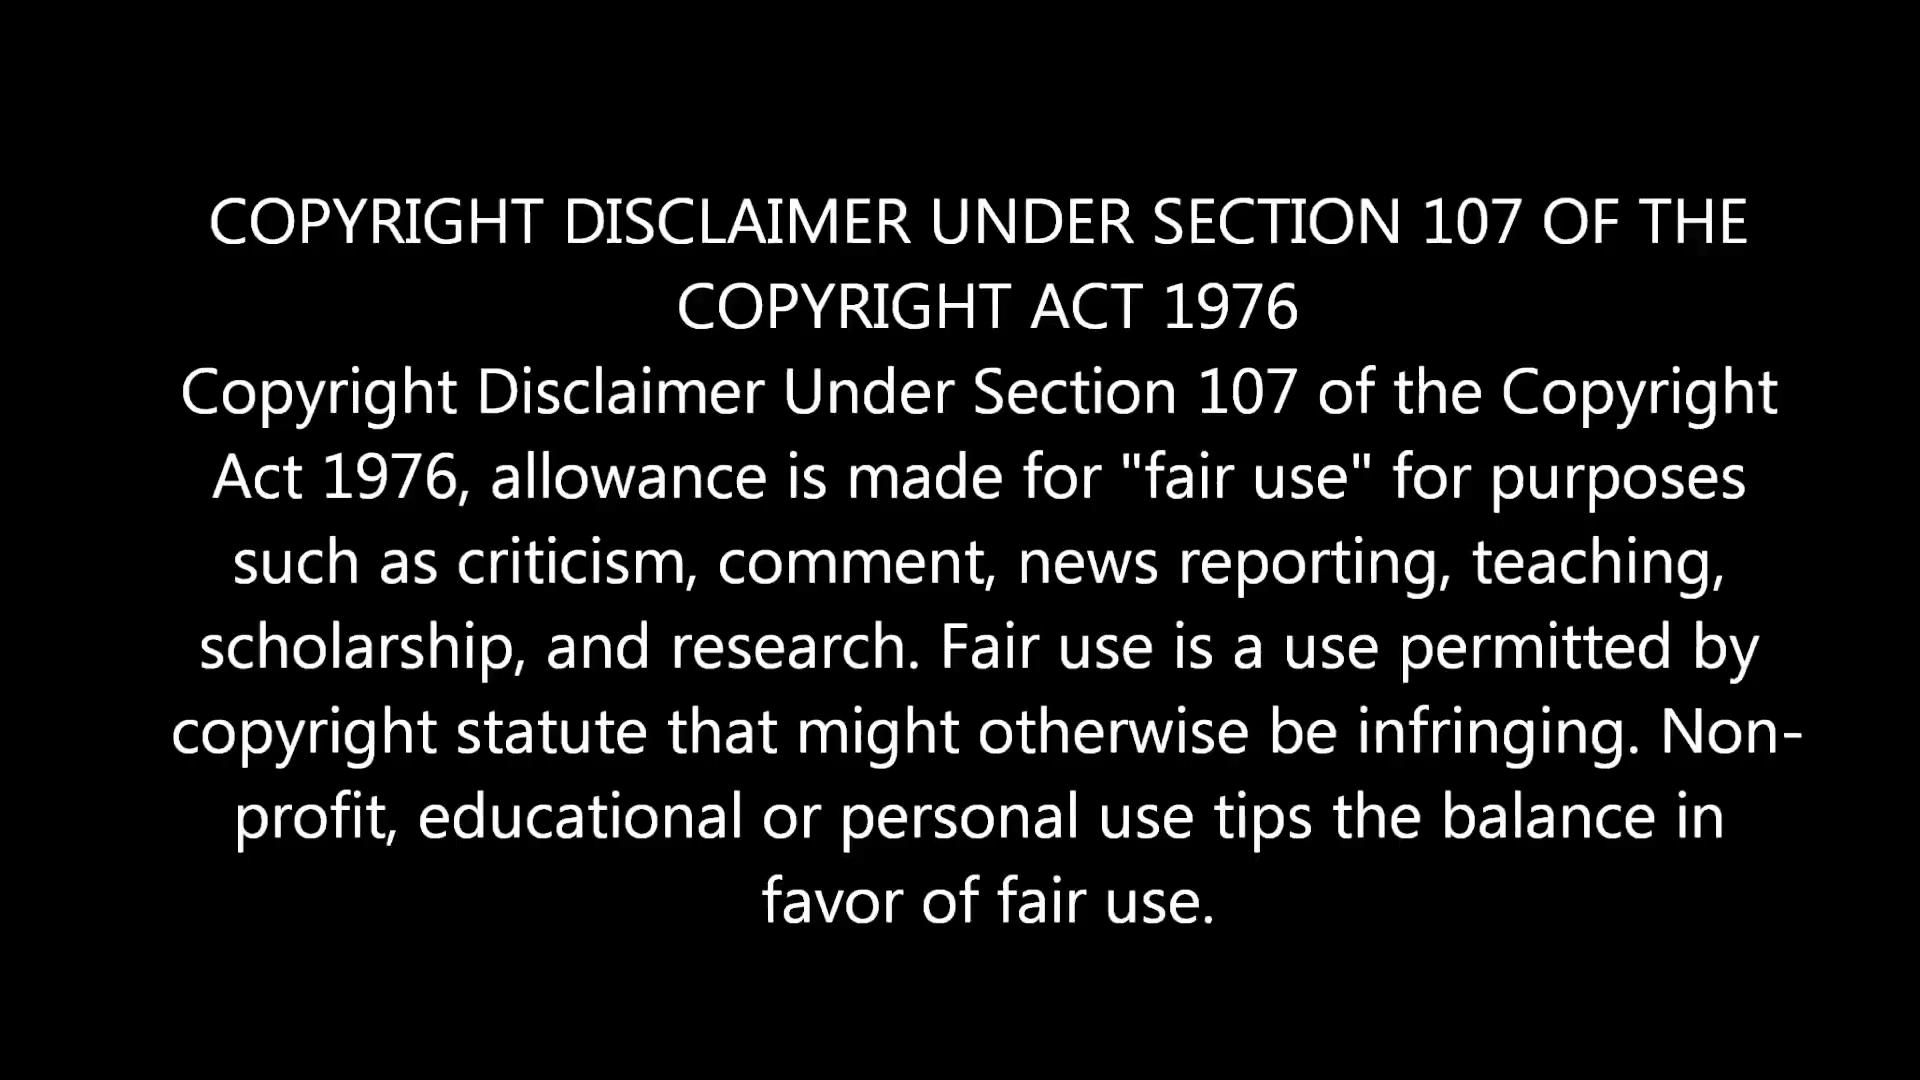 COPYRIGHT DISCLAIMER UNDER SECTION 107 OF THE
COPYRIGHT ACT 1976
Copyright Disclaimer Under Section 107 of the Copyright
Act 1976, allowance is made for "fair use" for purposes
such as criticism, comment, news reporting, teaching,
scholarship, and research. Fair use is a use permitted by
copyright statute that might otherwise be infringing. Non-
profit, educational or personal use tips the balance in
favor of fair use.